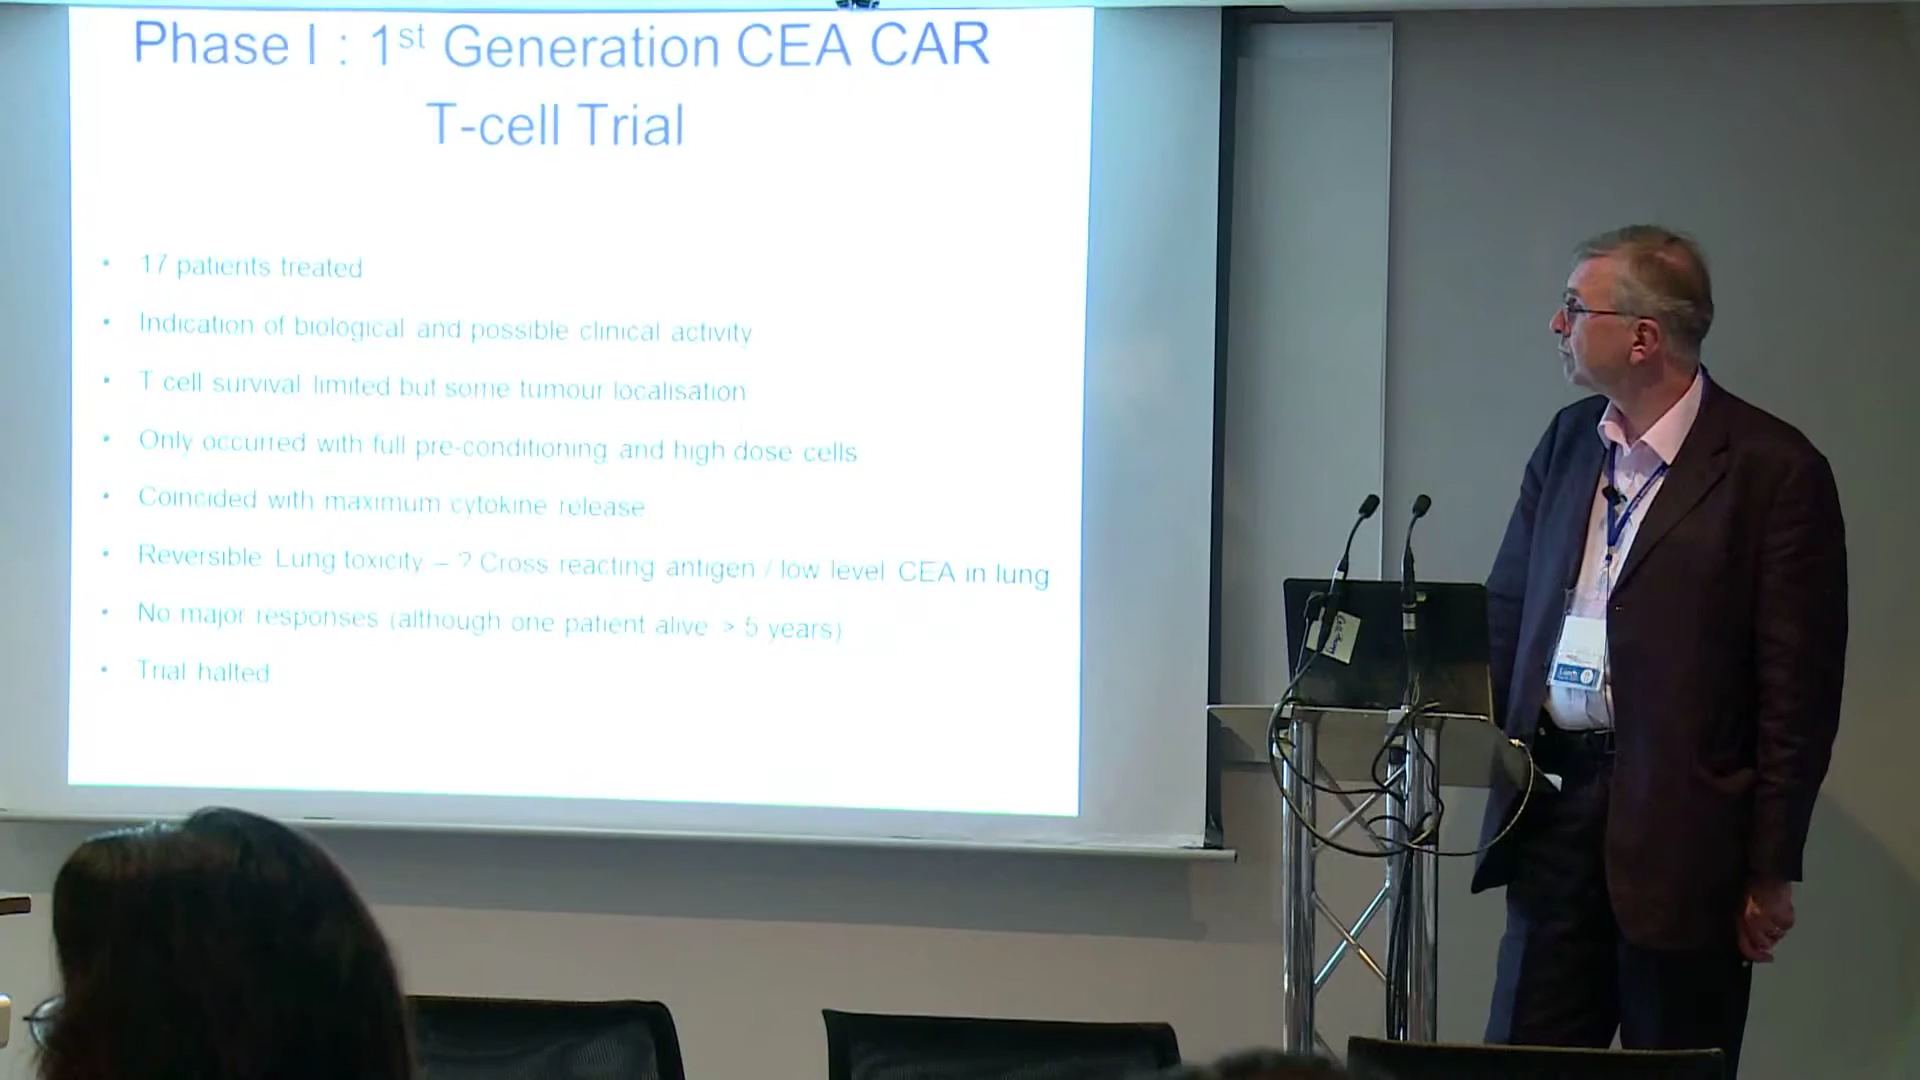 Phase I : 1st Generation CEA CAR
T-cell Trial
• 17 patients treated
• Indication of biological and possible clinical activity
• T cell survival limited but some tumour localisation
• Only occurred with full pre-conditioning and high dose cells
• Coincided with maximum cytokine release
• Reversible Lung toxicity – ? Cross reacting antigen / low level CEA in lung
• No major responses (although one patient alive > 5 years)
• Trial halted